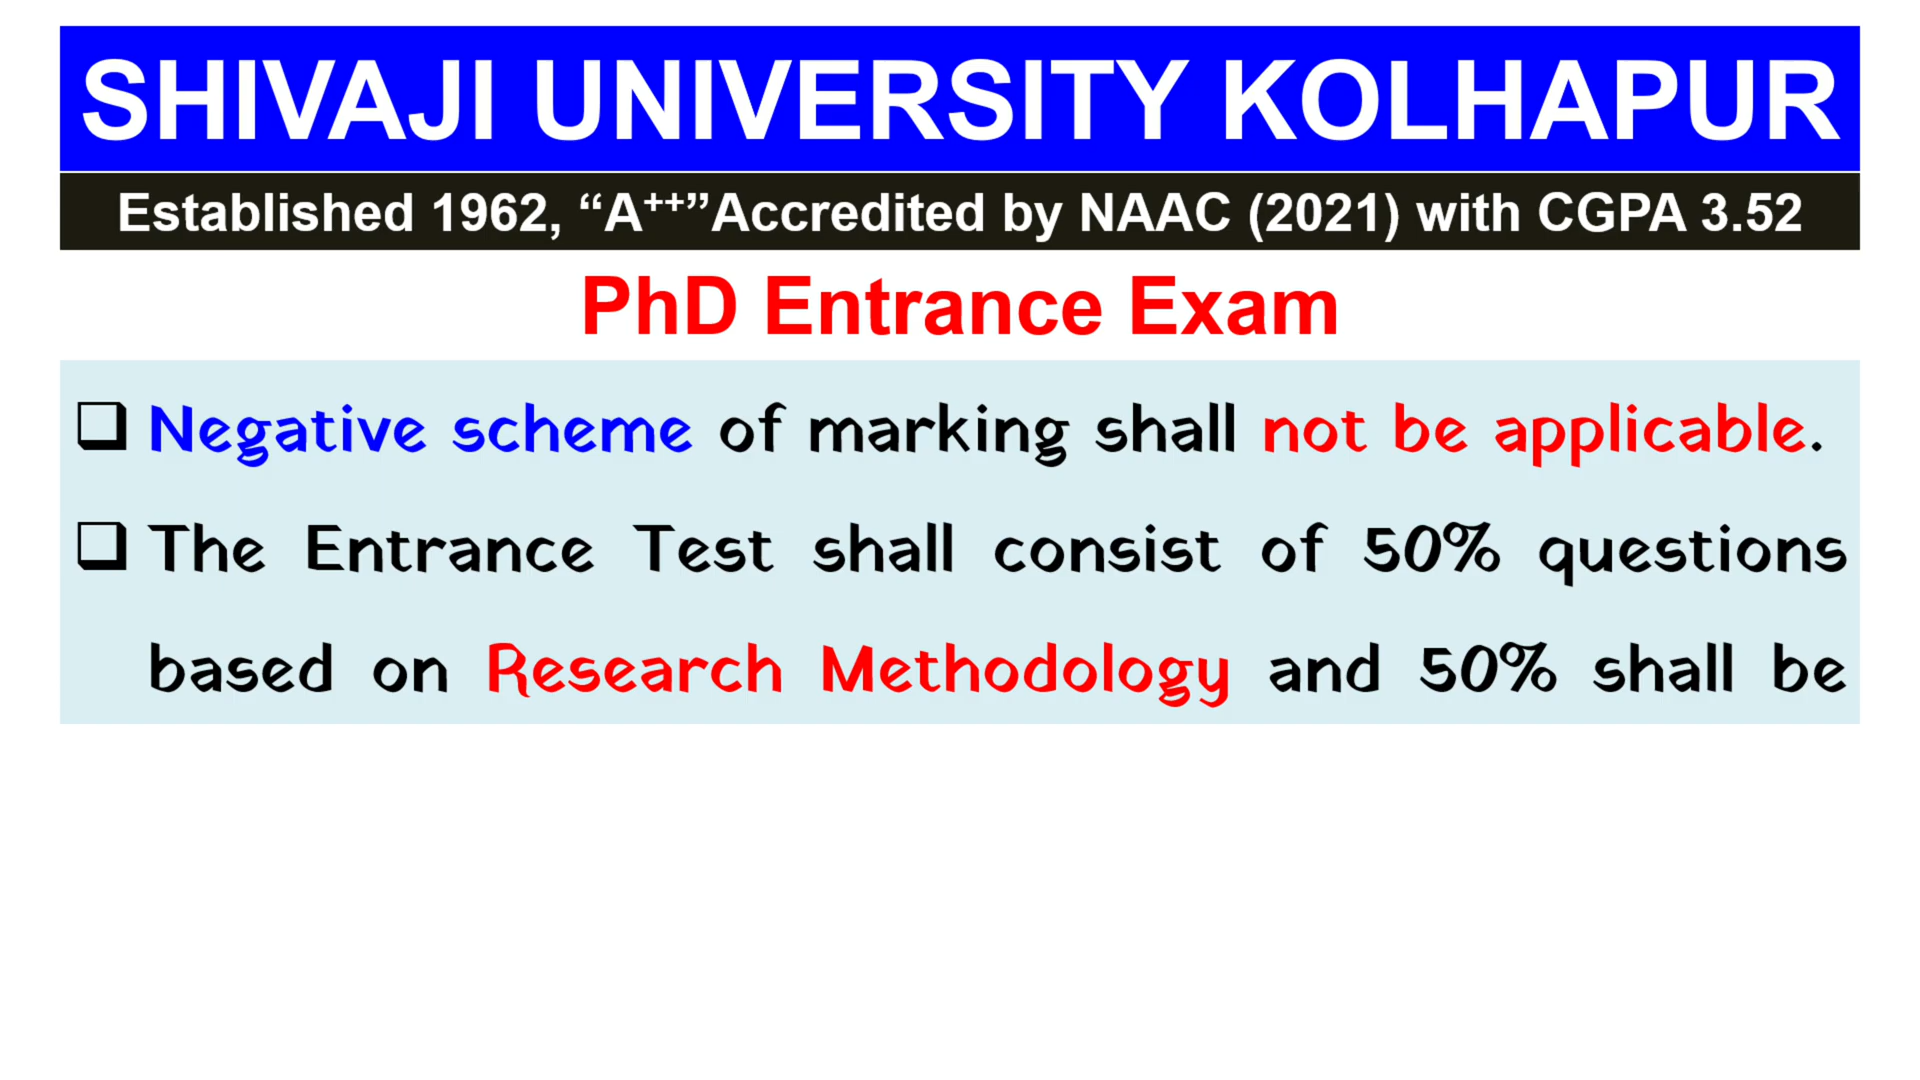 SHIVAJI UNIVERSITY KOLHAPUR
Established 1962, “A⁺⁺”Accredited by NAAC (2021) with CGPA 3.52
PhD Entrance Exam
❑ Negative scheme of marking shall not be applicable.
❑ The Entrance Test shall consist of 50% questions
based on Research Methodology and 50% shall be